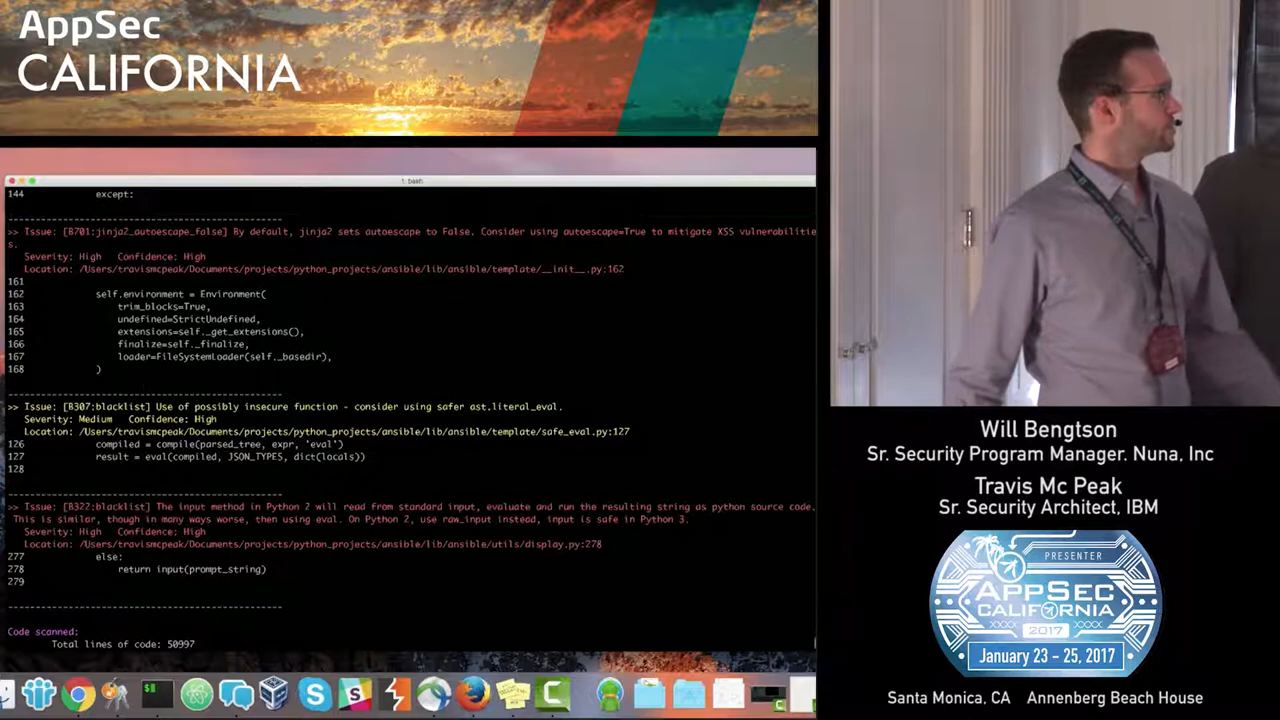 AppSec
CALIFORNIA
1. bash
144 except:
--------------------------------------------------
>> Issue: [B701:jinja2_autoescape_false] By default, jinja2 sets autoescape to False. Consider using autoescape=True to mitigate XSS vulnerabilitie
s.
Severity: High Confidence: High
Location: /Users/travismcpeak/Documents/projects/python_projects/ansible/lib/ansible/template/__init__.py:162
161
162 self.environment = Environment(
163 trim_blocks=True,
164 undefined=StrictUndefined,
165 extensions=self._get_extensions(),
166 finalize=self._finalize,
167 loader=FileSystemLoader(self._basedir),
168 )
--------------------------------------------------
>> Issue: [B307:blacklist] Use of possibly insecure function - consider using safer ast.literal_eval.
Severity: Medium Confidence: High
Location: /Users/travismcpeak/Documents/projects/python_projects/ansible/lib/ansible/template/safe_eval.py:127
126 compiled = compile(parsed_tree, expr, 'eval')
127 result = eval(compiled, JSON_TYPES, dict(locals))
128
--------------------------------------------------
>> Issue: [B322:blacklist] The input method in Python 2 will read from standard input, evaluate and run the resulting string as python source code.
This is similar, though in many ways worse, then using eval. On Python 2, use raw_input instead, input is safe in Python 3.
Severity: High Confidence: High
Location: /Users/travismcpeak/Documents/projects/python_projects/ansible/lib/ansible/utils/display.py:278
277 else:
278 return input(prompt_string)
279
--------------------------------------------------
Code scanned:
Total lines of code: 50997
Will Bengtson
Sr. Security Program Manager. Nuna, Inc
Travis Mc Peak
Sr. Security Architect, IBM
PRESENTER
APPSEC
CALIFORNIA
XXXX 2017 XXXX
January 23 - 25, 2017
Santa Monica, CA Annenberg Beach House